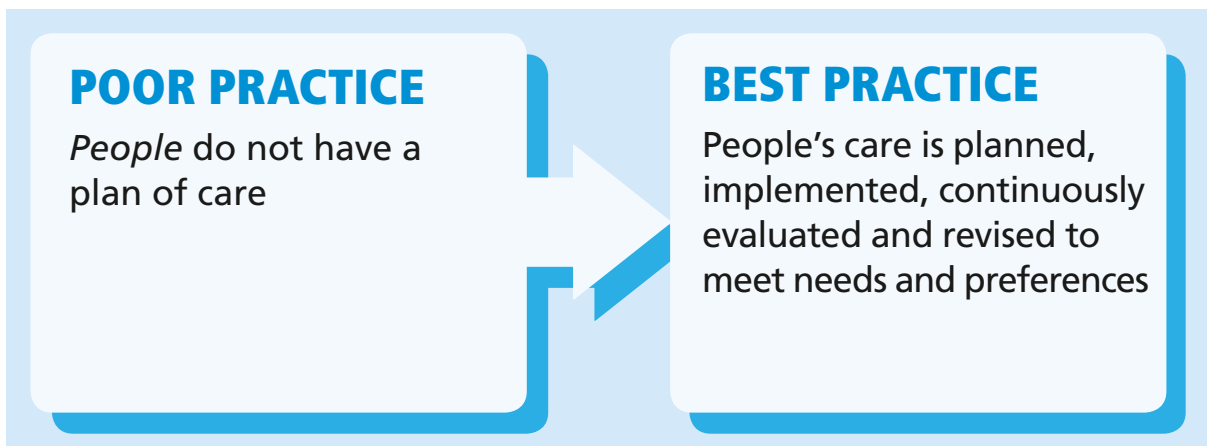 POOR PRACTICE
People do not have a
plan of care
BEST PRACTICE
People’s care is planned,
implemented, continuously
evaluated and revised to
meet needs and preferences